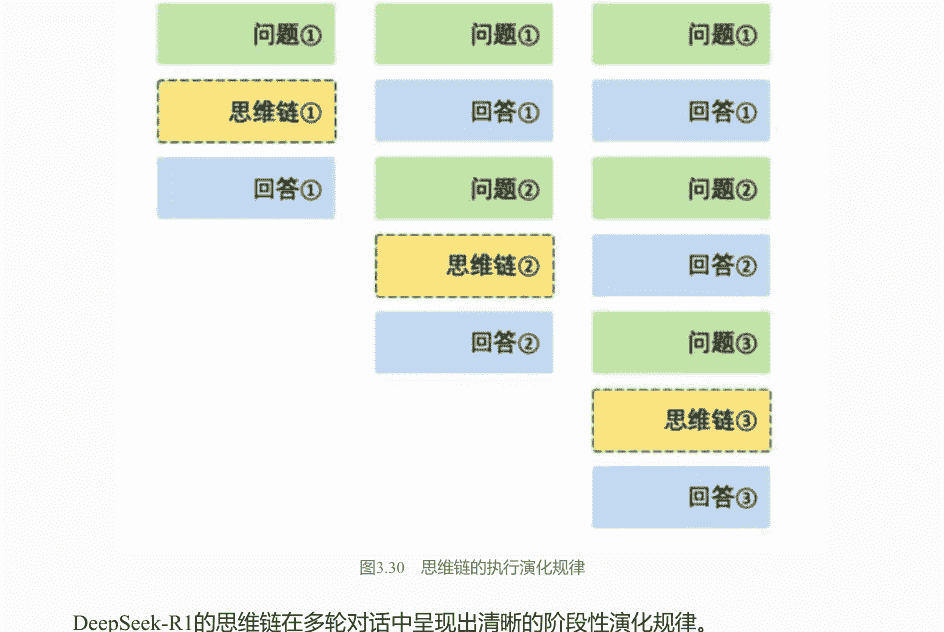 问题①
思维链①
回答①
问题①
回答①
问题②
思维链②
回答②
问题①
回答①
问题②
回答②
问题③
思维链③
回答③
图3.30 思维链的执行演化规律
DeepSeek-R1的思维链在多轮对话中呈现出清晰的阶段性演化规律。